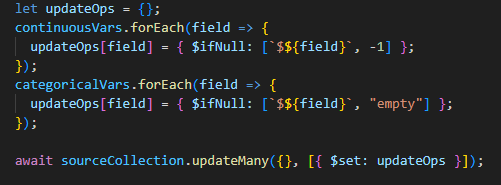 let updateOps = {};
continuousVars.forEach(field => {
  updateOps[field] = { $ifNull: [`$${field}`, -1] };
});
categoricalVars.forEach(field => {
  updateOps[field] = { $ifNull: [`$${field}`, "empty"] };
});

await sourceCollection.updateMany({}, [{ $set: updateOps }]);